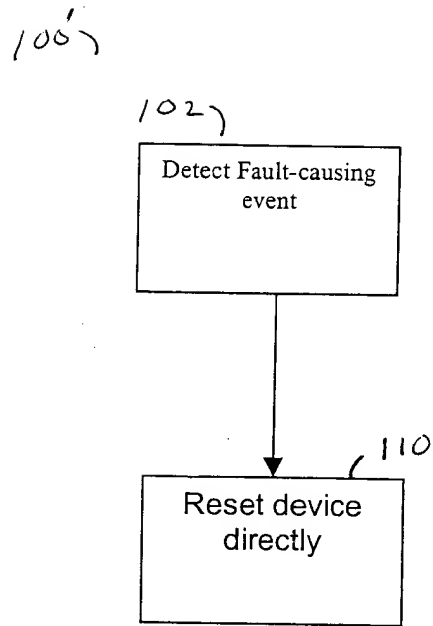 100'
102
Detect Fault-causing
event
110
Reset device
directly